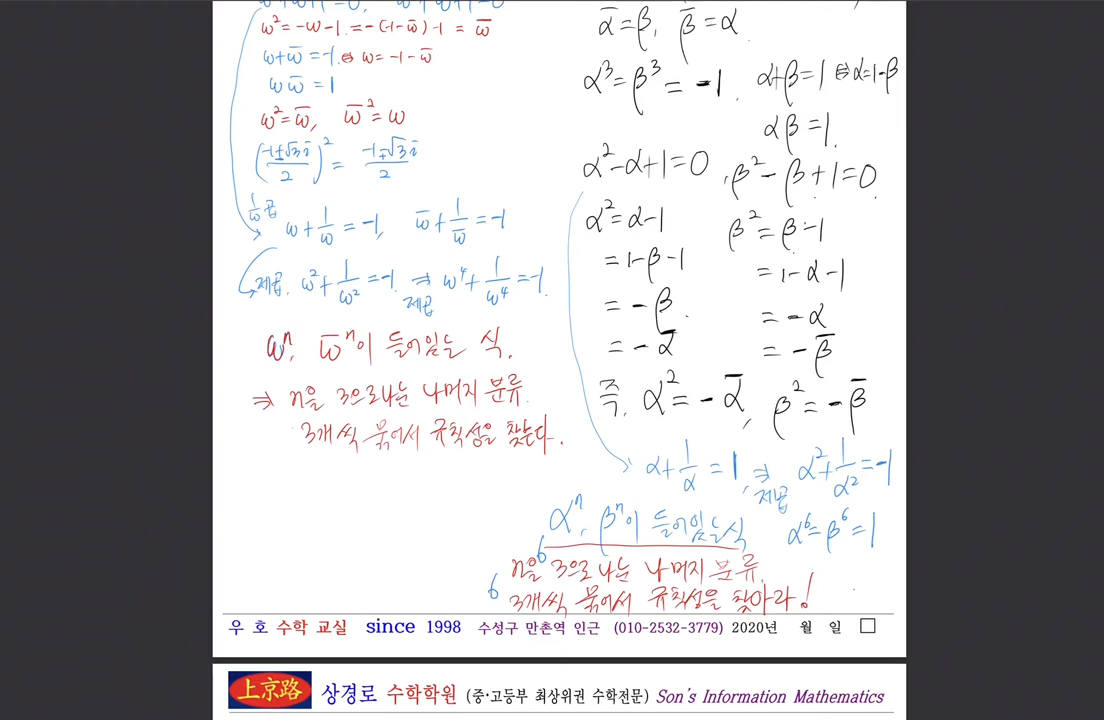 ω² = -ω-1. = -(-1-ω̄)-1 = ω̄
ω+ω̄ = -1. ⇔ ω = -1-ω̄
ωω̄ = 1
ω² = ω̄, ω̄² = ω
((-1±√3i)/2)² = (-1∓√3i)/2
1/ω곱
ω + 1/ω = -1, ω̄ + 1/ω̄ = -1
제곱. ω² + 1/ω² = -1. ⇒ 제곱 ω⁴ + 1/ω⁴ = -1.
ωⁿ, ω̄ⁿ이 들어있는 식.
⇒ n을 3으로 나눈 나머지 분류.
3개씩 묶어서 규칙성을 찾는다.
ᾱ = β, β̄ = α
α³ = β³ = -1. α+β = 1 ⇔ α = 1-β
αβ = 1.
α²-α+1 = 0, β²-β+1 = 0.
α² = α-1 β² = β-1
= 1-β-1 = 1-α-1
= -β. = -α
= -ᾱ = -β̄
즉, α² = -ᾱ, β² = -β̄
α + 1/α = 1, ⇒ 제곱 α² + 1/α² = -1
αⁿ, βⁿ이 들어있는 식 α⁶ = β⁶ = 1
6
n을 3으로 나눈 나머지 분류.
6
3개씩 묶어서 규칙성을 찾아라!
우 호 수학 교실 since 1998 수성구 만촌역 인근 (010-2532-3779) 2020년 월 일 □
上京路 상경로 수학학원 (중·고등부 최상위권 수학전문) Son's Information Mathematics